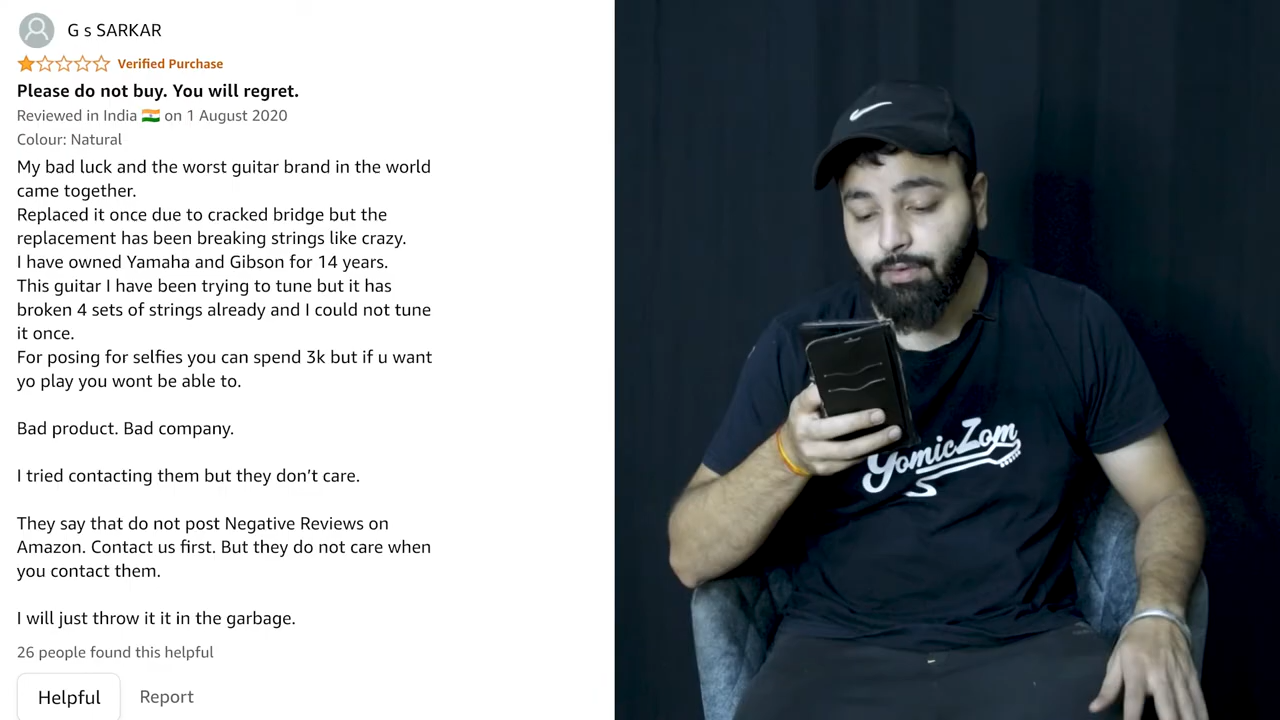 G s SARKAR
Verified Purchase
Please do not buy. You will regret.
Reviewed in India 🇮🇳 on 1 August 2020
Colour: Natural
My bad luck and the worst guitar brand in the world
came together.
Replaced it once due to cracked bridge but the
replacement has been breaking strings like crazy.
I have owned Yamaha and Gibson for 14 years.
This guitar I have been trying to tune but it has
broken 4 sets of strings already and I could not tune
it once.
For posing for selfies you can spend 3k but if u want
yo play you wont be able to.
Bad product. Bad company.
I tried contacting them but they don’t care.
They say that do not post Negative Reviews on
Amazon. Contact us first. But they do not care when
you contact them.
I will just throw it it in the garbage.
26 people found this helpful
Helpful
Report
YomicZom